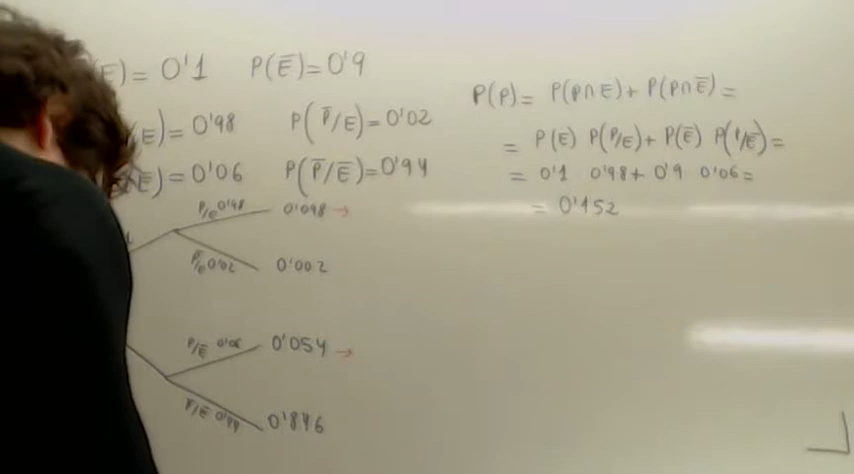 E) = 0'1 P(E̅) = 0'9
E) = 0'98 P(P̅/E) = 0'02
E̅) = 0'06 P(P̅/E̅) = 0'94
P/E 0'98 0'098 →
P̅/E 0'02 0'002
P/E̅ 0'06 0'054 →
P̅/E̅ 0'94 0'846
P(P) = P(P∩E) + P(P∩E̅) =
= P(E) P(P/E) + P(E̅) P(P/E̅) =
= 0'1 0'98 + 0'9 0'06 =
= 0'152